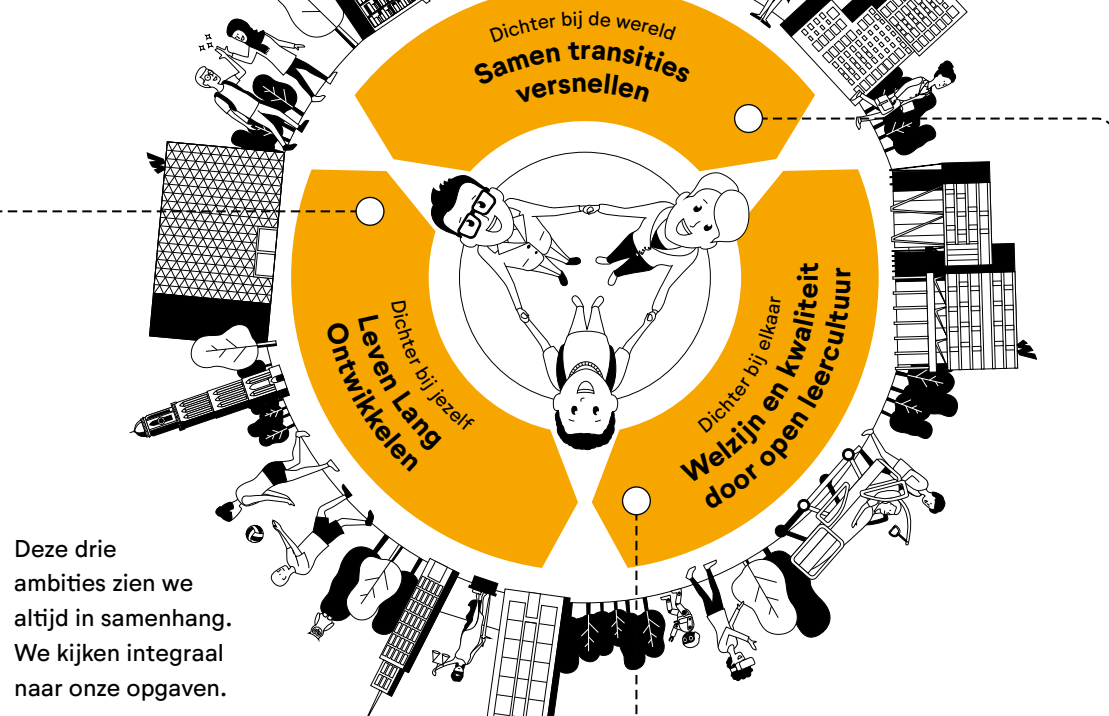 Dichter bij de wereld
Samen transities
versnellen
Dichter bij jezelf
Leven Lang
Ontwikkelen
Dichter bij elkaar
Welzijn en kwaliteit
door open leercultuur
Deze drie
ambities zien we
altijd in samenhang.
We kijken integraal
naar onze opgaven.